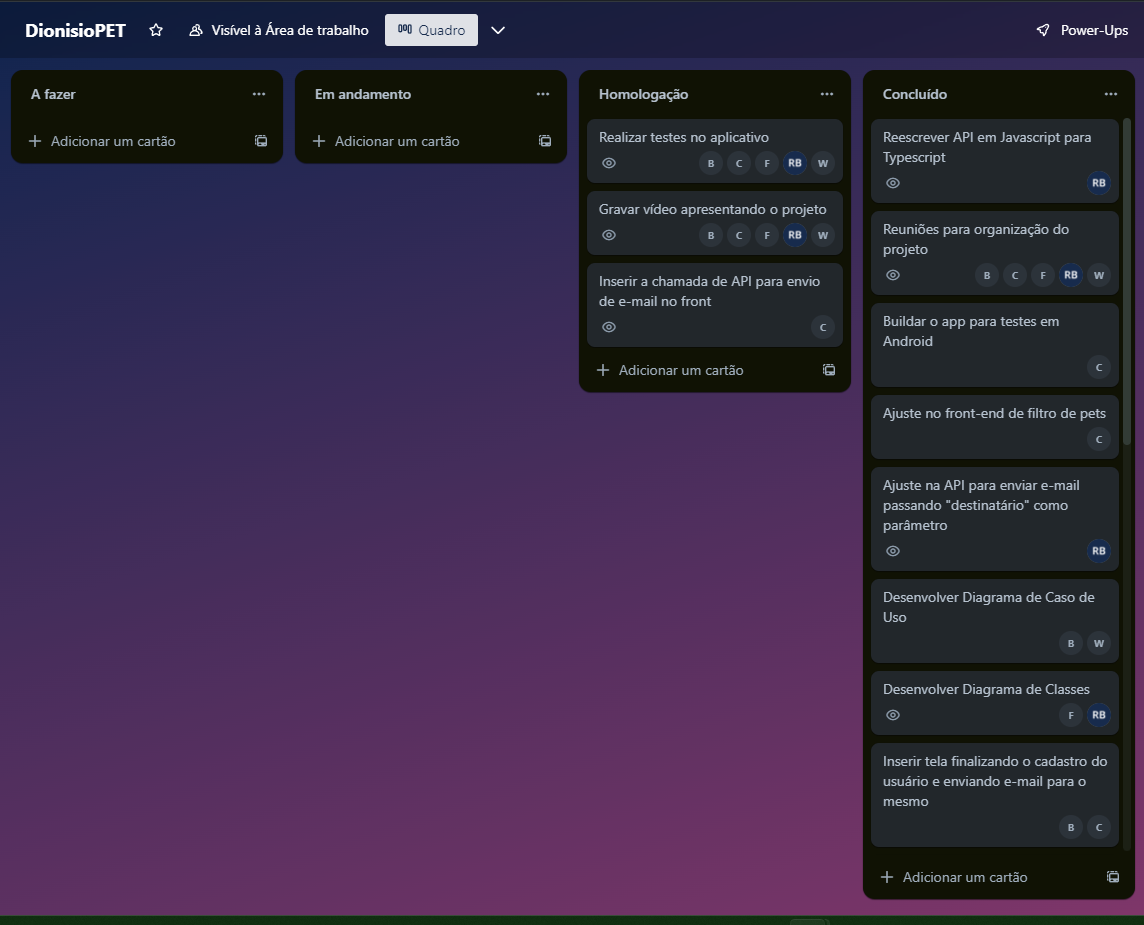 DionisioPET
Visível à Área de trabalho
Quadro
Power-Ups
A fazer
Adicionar um cartão
Em andamento
Adicionar um cartão
Homologação
Realizar testes no aplicativo
B C F RB W
Gravar vídeo apresentando o projeto
B C F RB W
Inserir a chamada de API para envio
de e-mail no front
C
Adicionar um cartão
Concluído
Reescrever API em Javascript para
Typescript
RB
Reuniões para organização do
projeto
B C F RB W
Buildar o app para testes em
Android
C
Ajuste no front-end de filtro de pets
C
Ajuste na API para enviar e-mail
passando "destinatário" como
parâmetro
RB
Desenvolver Diagrama de Caso de
Uso
B W
Desenvolver Diagrama de Classes
F RB
Inserir tela finalizando o cadastro do
usuário e enviando e-mail para o
mesmo
B C
Adicionar um cartão